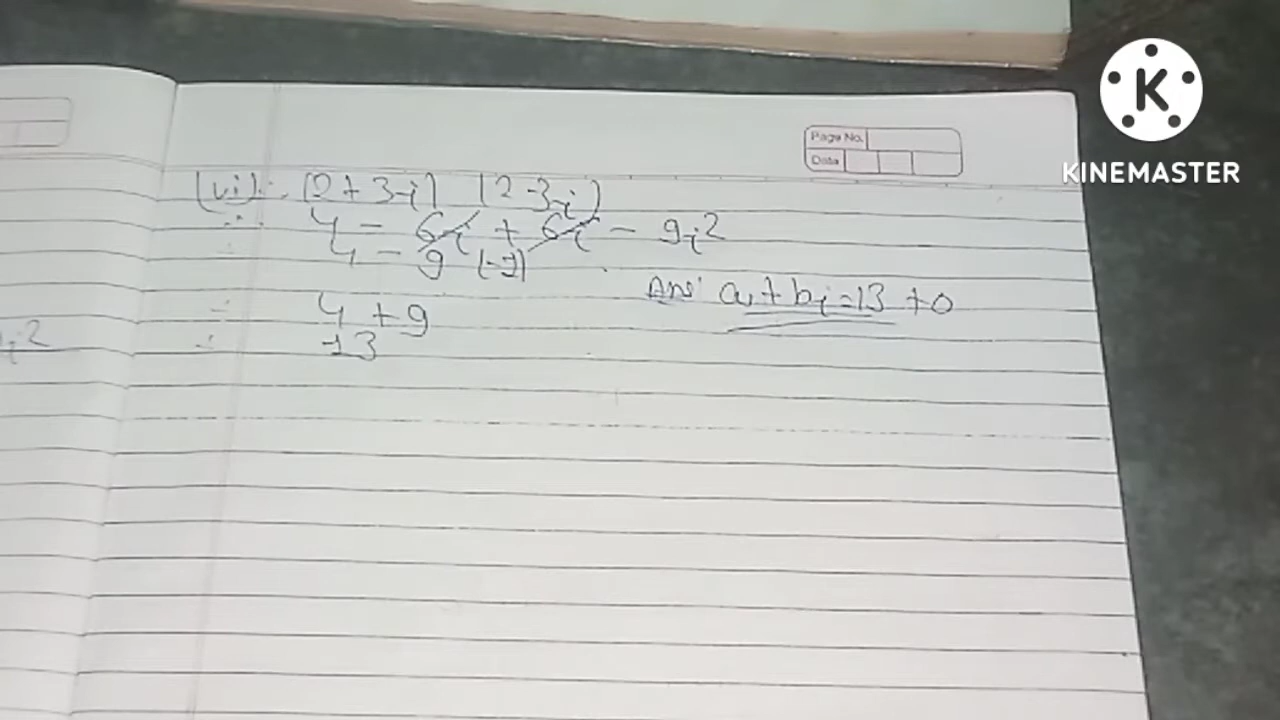 Page No.
Date
K
KINEMASTER
(vi). (2 + 3i) (2 - 3i)
∴ 4 - 6i + 6i - 9i²
4 - 9 (-1)
Ans: a + bi = 13 + 0
4 + 9
∴ 13
i²